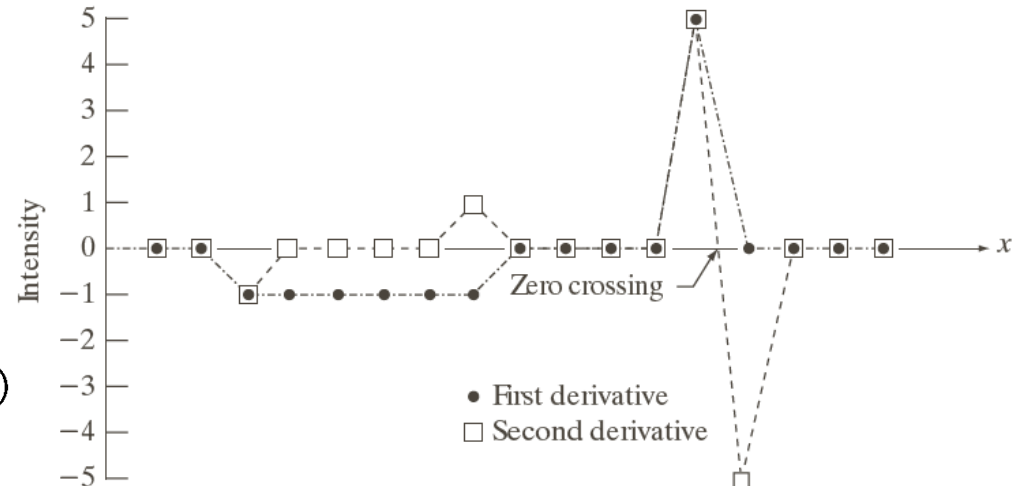 5
4
3
2
1
0
−1
−2
−3
−4
−5
Intensity
x
Zero crossing
First derivative
Second derivative
)